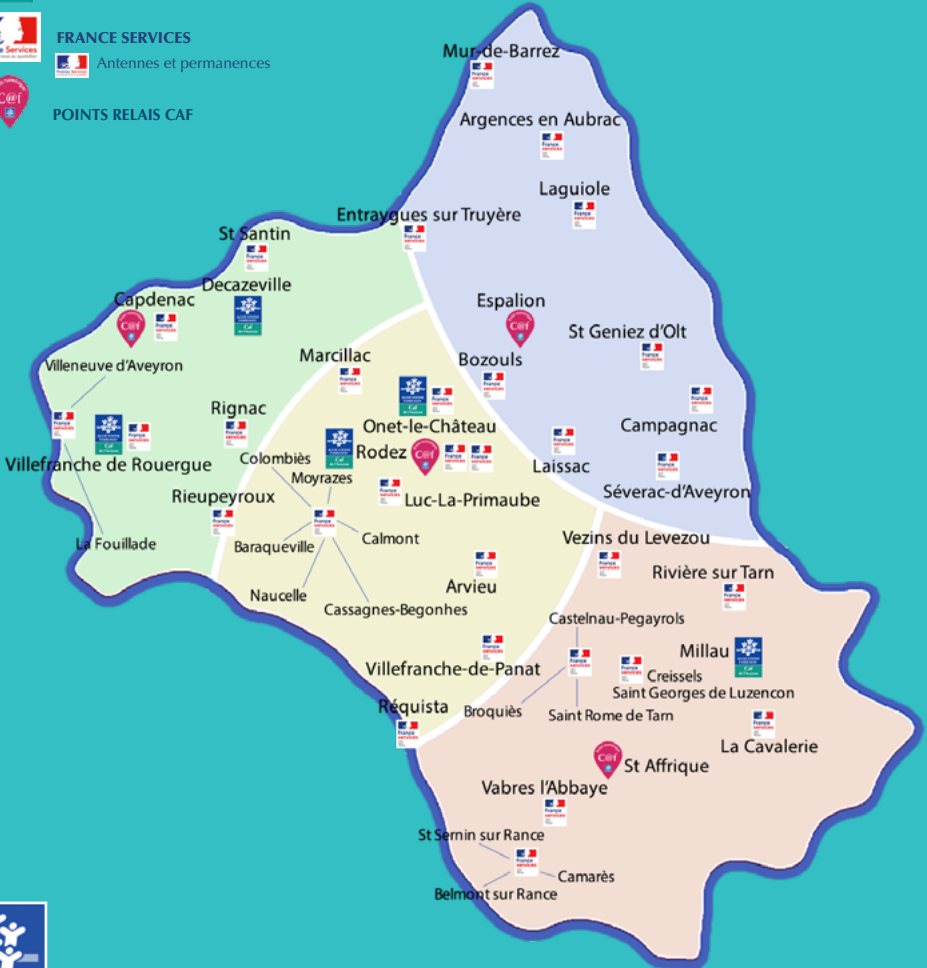 FRANCE SERVICES
Antennes et permanences
POINTS RELAIS CAF
Mur-de-Barrez
Argences en Aubrac
Laguiole
Entraygues sur Truyère
St Santin
Decazeville
Capdenac
Espalion
St Geniez d'Olt
Villeneuve d'Aveyron
Marcillac
Bozouls
Rignac
Onet-le-Château
Campagnac
Colombiès
Rodez
Villefranche de Rouergue
Laissac
Moyrazes
Séverac-d'Aveyron
Rieupeyroux
Luc-La-Primaube
La Fouillade
Baraqueville
Calmont
Vezins du Levezou
Rivière sur Tarn
Arvieu
Naucelle
Cassagnes-Begonhes
Castelnau-Pegayrols
Millau
Villefranche-de-Panat
Creissels
Saint Georges de Luzencon
Réquista
Broquiès
Saint Rome de Tarn
La Cavalerie
St Affrique
Vabres l'Abbaye
St Sernin sur Rance
Camarès
Belmont sur Rance